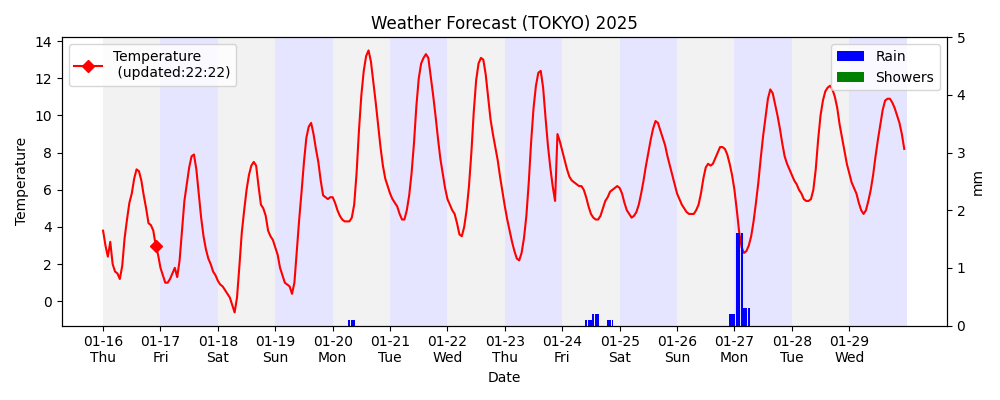 Weather Forecast (TOKYO) 2025
Temperature
(updated:22:22)
Rain
Showers
Temperature
14
12
10
8
6
4
2
0
5
4
3
2
1
0
mm
01-16 01-17 01-18 01-19 01-20 01-21 01-22 01-23 01-24 01-25 01-26 01-27 01-28 01-29
Thu Fri Sat Sun Mon Tue Wed Thu Fri Sat Sun Mon Tue Wed
Date